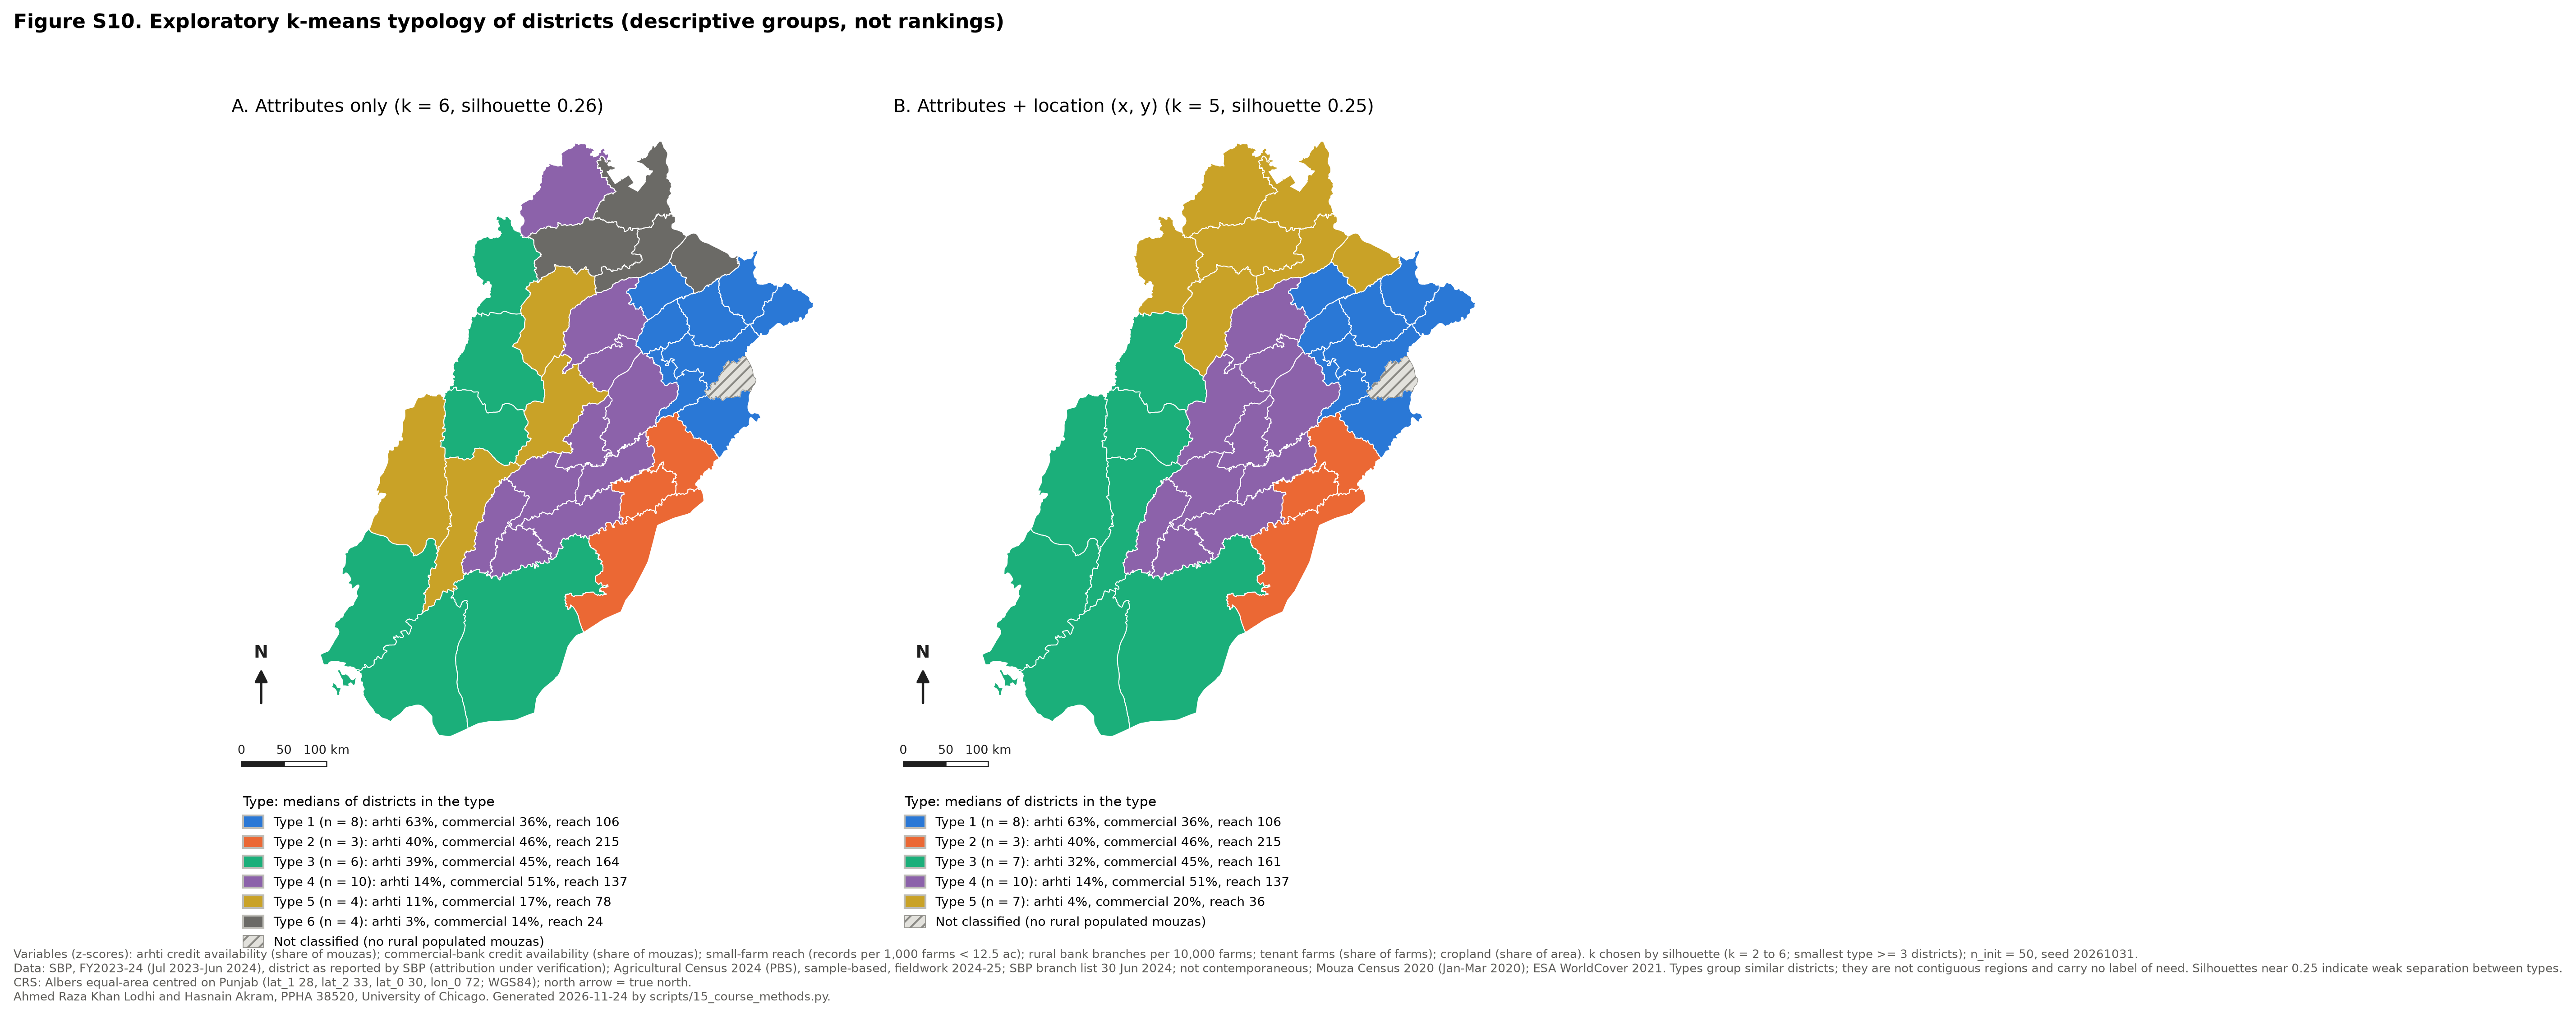 Figure S10. Exploratory k-means typology of districts (descriptive groups, not rankings)
A. Attributes only (k = 6, silhouette 0.26)
N
0 50 100 km
Type: medians of districts in the type
Type 1 (n = 8): arhti 63%, commercial 36%, reach 106
Type 2 (n = 3): arhti 40%, commercial 46%, reach 215
Type 3 (n = 6): arhti 39%, commercial 45%, reach 164
Type 4 (n = 10): arhti 14%, commercial 51%, reach 137
Type 5 (n = 4): arhti 11%, commercial 17%, reach 78
Type 6 (n = 4): arhti 3%, commercial 14%, reach 24
Not classified (no rural populated mouzas)
B. Attributes + location (x, y) (k = 5, silhouette 0.25)
N
0 50 100 km
Type: medians of districts in the type
Type 1 (n = 8): arhti 63%, commercial 36%, reach 106
Type 2 (n = 3): arhti 40%, commercial 46%, reach 215
Type 3 (n = 7): arhti 32%, commercial 45%, reach 161
Type 4 (n = 10): arhti 14%, commercial 51%, reach 137
Type 5 (n = 7): arhti 4%, commercial 20%, reach 36
Not classified (no rural populated mouzas)
Variables (z-scores): arhti credit availability (share of mouzas); commercial-bank credit availability (share of mouzas); small-farm reach (records per 1,000 farms < 12.5 ac); rural bank branches per 10,000 farms; tenant farms (share of farms); cropland (share of area). k chosen by silhouette (k = 2 to 6; smallest type >= 3 districts); n_init = 50, seed 20261031.
Data: SBP, FY2023-24 (Jul 2023-Jun 2024), district as reported by SBP (attribution under verification); Agricultural Census 2024 (PBS), sample-based, fieldwork 2024-25; SBP branch list 30 Jun 2024; not contemporaneous; Mouza Census 2020 (Jan-Mar 2020); ESA WorldCover 2021. Types group similar districts; they are not contiguous regions and carry no label of need. Silhouettes near 0.25 indicate weak separation between types.
CRS: Albers equal-area centred on Punjab (lat_1 28, lat_2 33, lat_0 30, lon_0 72; WGS84); north arrow = true north.
Ahmed Raza Khan Lodhi and Hasnain Akram, PPHA 38520, University of Chicago. Generated 2026-11-24 by scripts/15_course_methods.py.